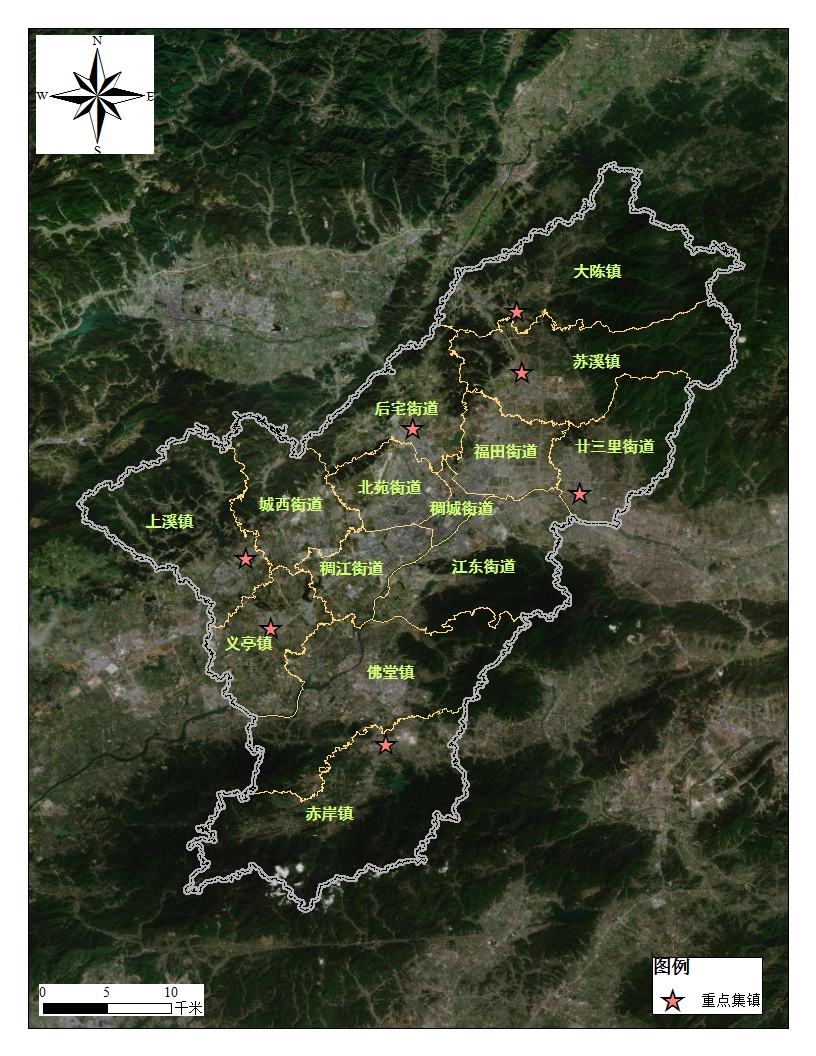 N
W
E
S
大陈镇
苏溪镇
后宅街道
廿三里街道
福田街道
北苑街道
城西街道
稠城街道
上溪镇
稠江街道
江东街道
义亭镇
佛堂镇
赤岸镇
图例
重点集镇
0 5 10
千米